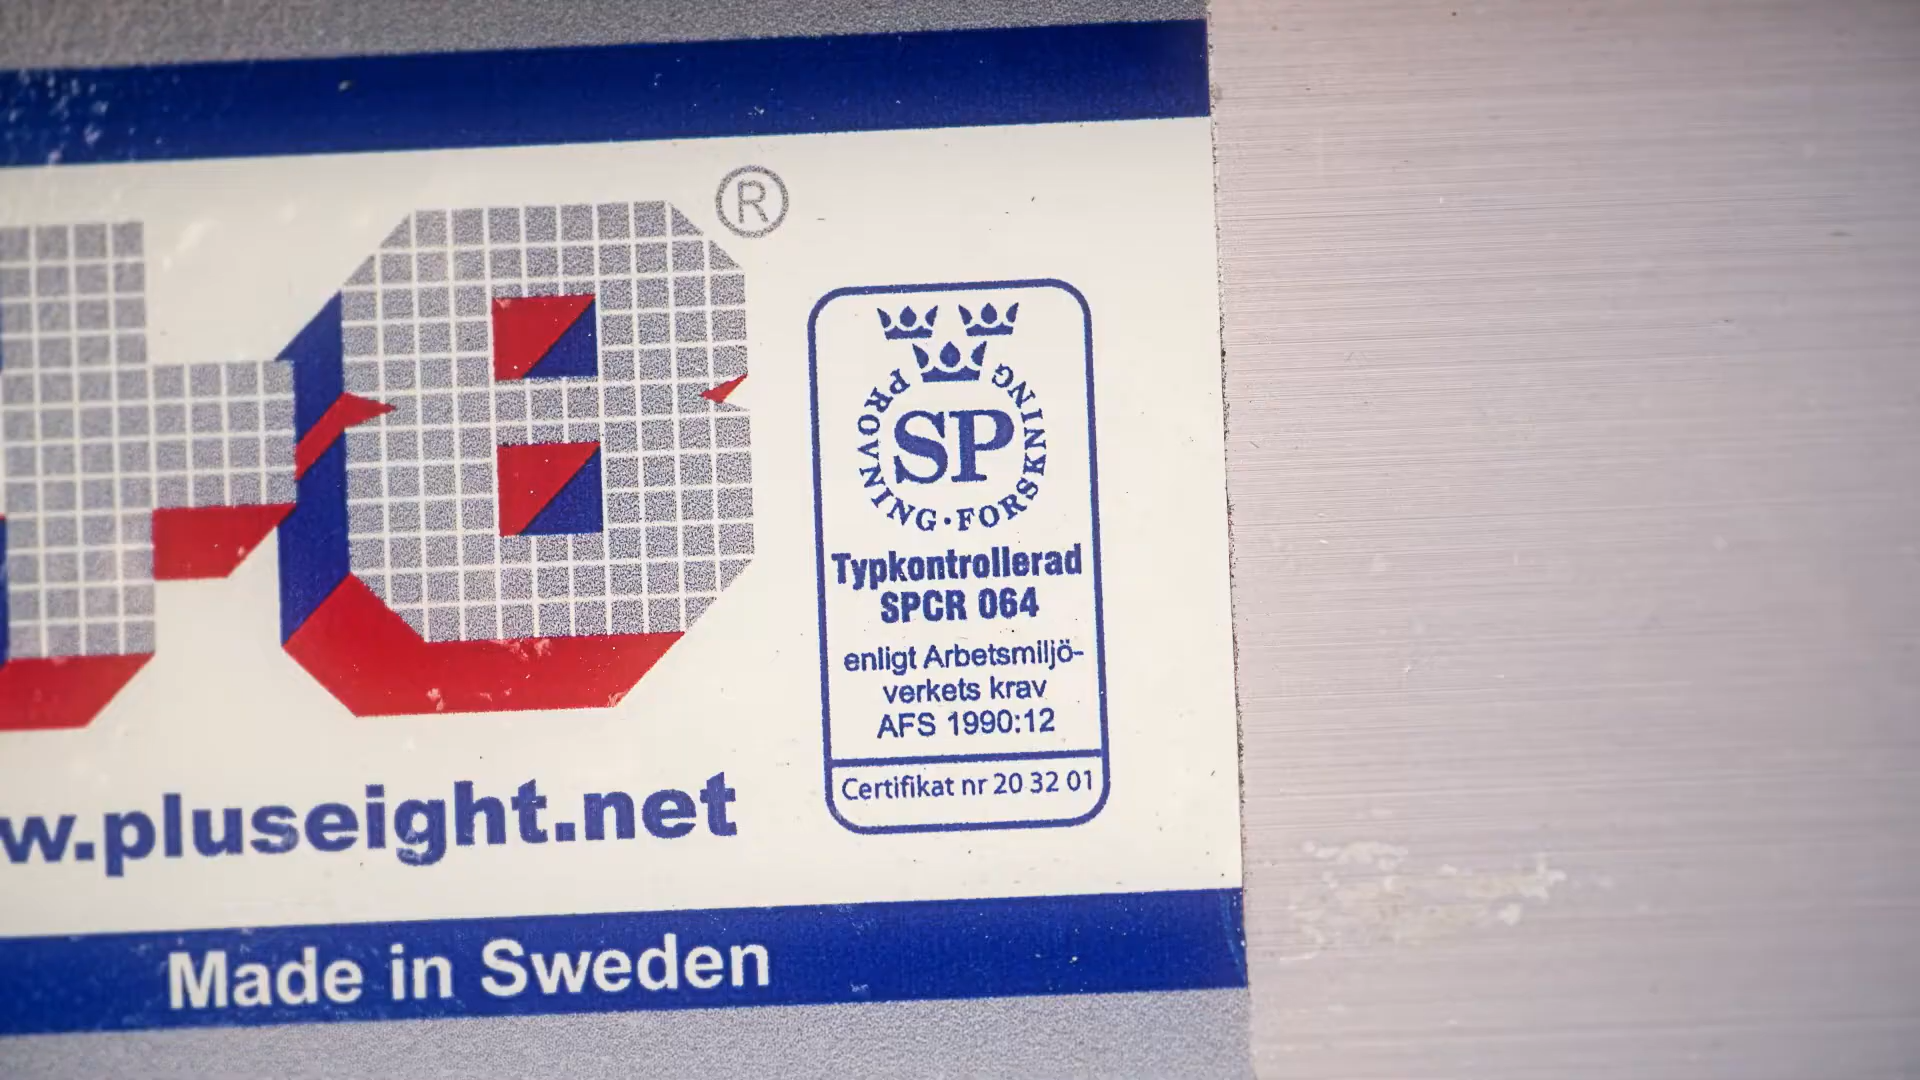 +8
®
PROVNING·FORSKNING
SP
Typkontrollerad
SPCR 064
enligt Arbetsmiljö-
verkets krav
AFS 1990:12
Certifikat nr 20 32 01
w.pluseight.net
Made in Sweden